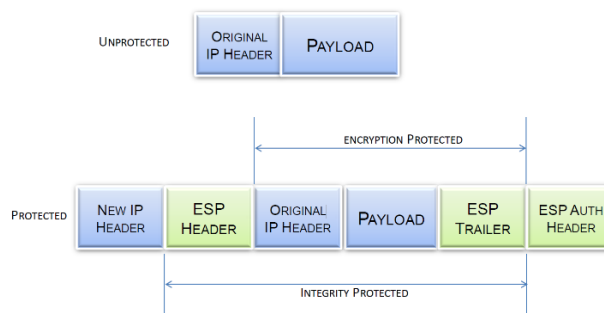 UNPROTECTED
ORIGINAL
IP HEADER
PAYLOAD
ENCRYPTION PROTECTED
PROTECTED
NEW IP
HEADER
ESP
HEADER
ORIGINAL
IP HEADER
PAYLOAD
ESP
TRAILER
ESP AUTH
HEADER
INTEGRITY PROTECTED